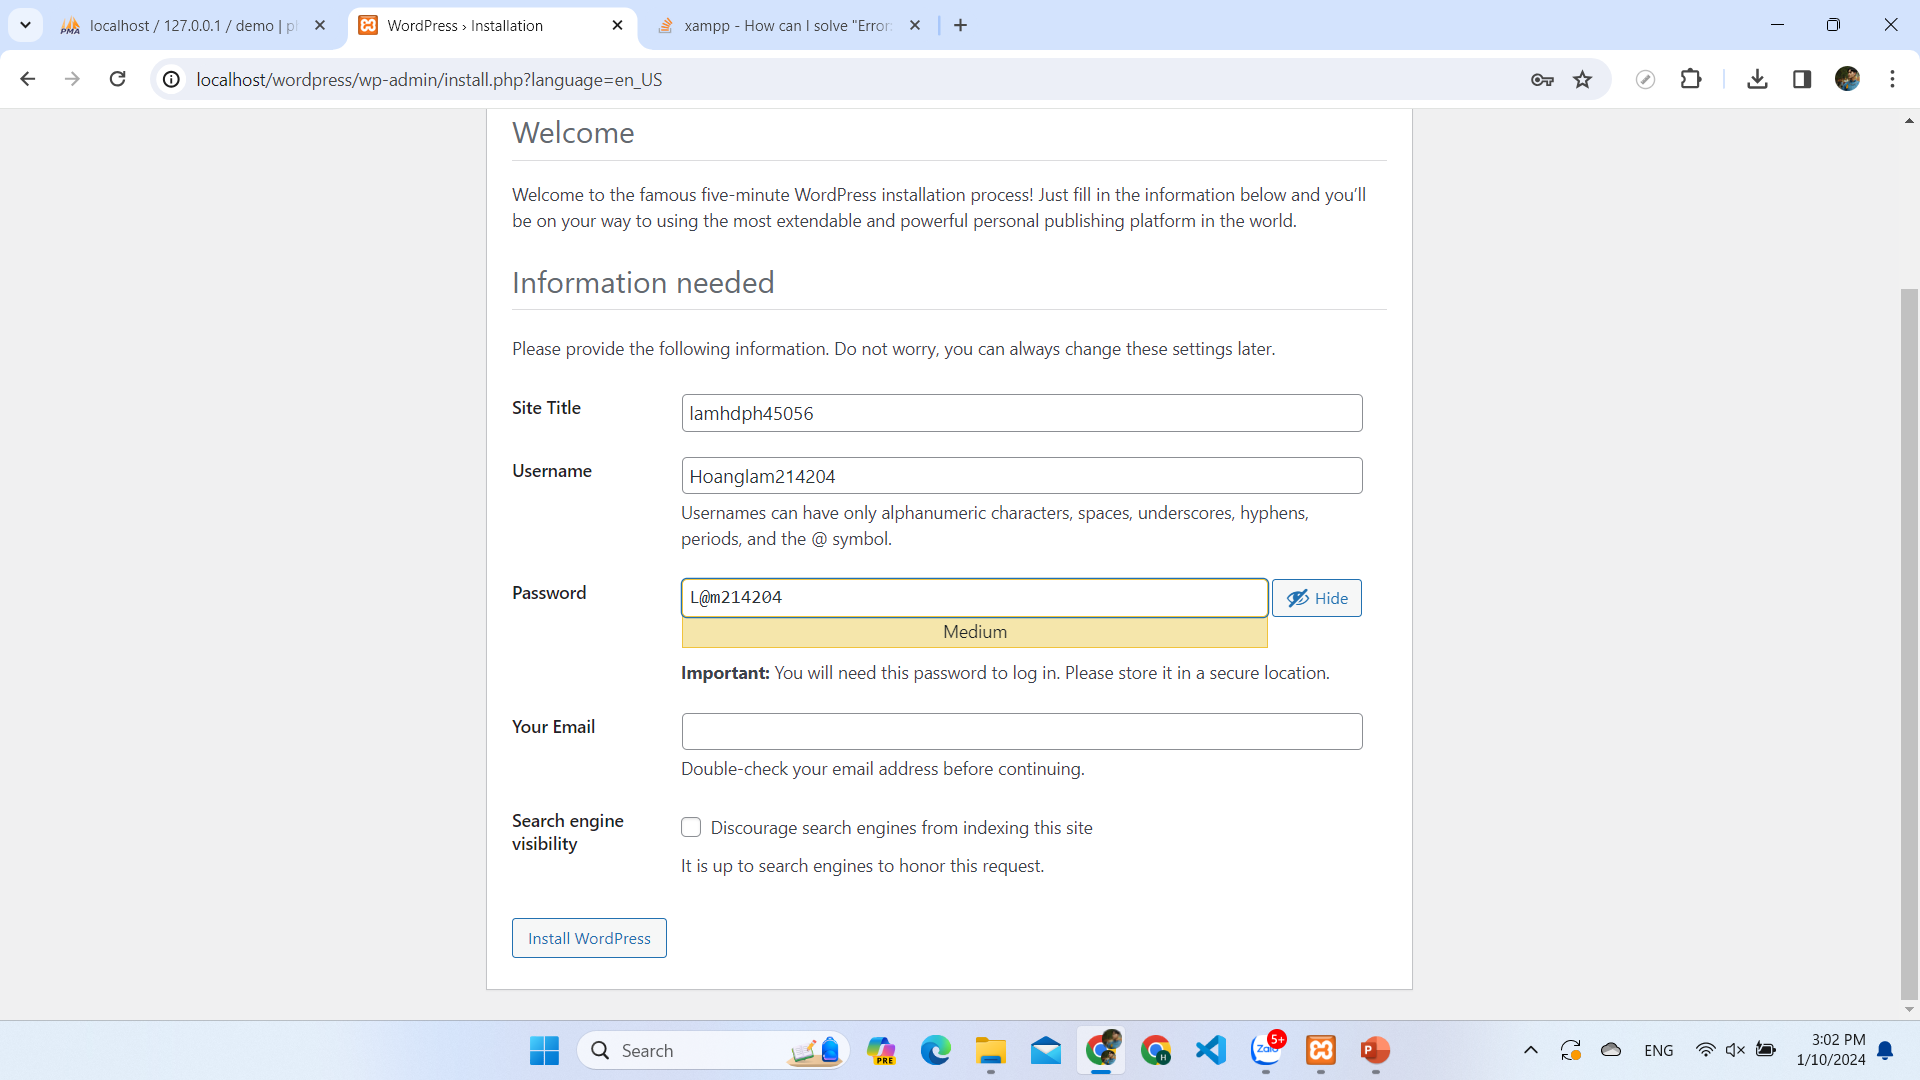 localhost / 127.0.0.1 / demo | pl
WordPress › Installation
xampp - How can I solve "Error:
localhost/wordpress/wp-admin/install.php?language=en_US
Welcome
Welcome to the famous five-minute WordPress installation process! Just fill in the information below and you’ll
be on your way to using the most extendable and powerful personal publishing platform in the world.
Information needed
Please provide the following information. Do not worry, you can always change these settings later.
Site Title
lamhdph45056
Username
Hoanglam214204
Usernames can have only alphanumeric characters, spaces, underscores, hyphens,
periods, and the @ symbol.
Password
L@m214204
Hide
Medium
Important: You will need this password to log in. Please store it in a secure location.
Your Email
Double-check your email address before continuing.
Search engine
visibility
Discourage search engines from indexing this site
It is up to search engines to honor this request.
Install WordPress
Search
PRE
H
Zalo
5+
P
ENG
3:02 PM
1/10/2024